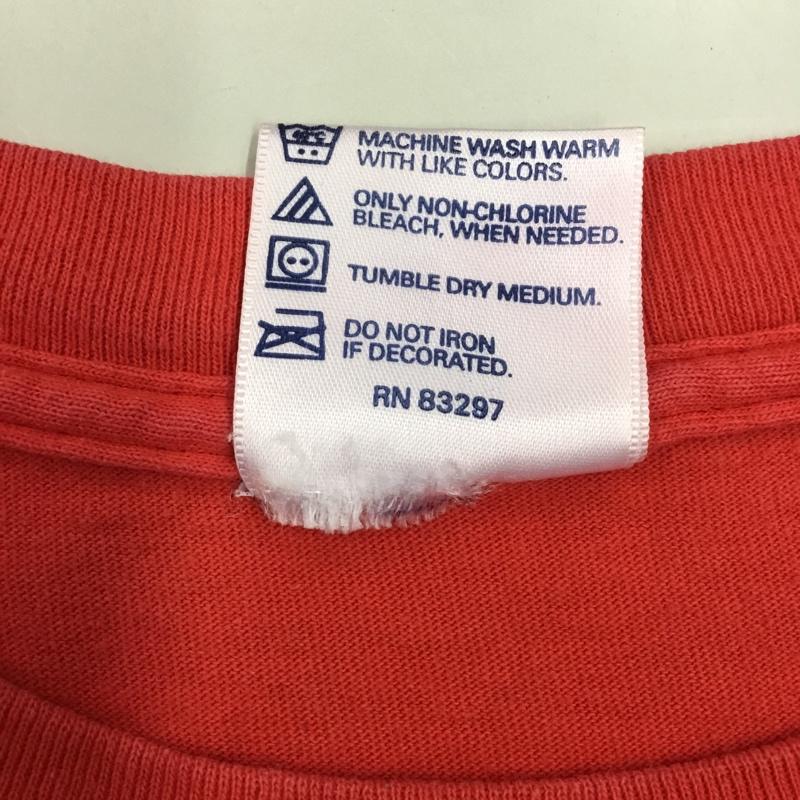 MACHINE WASH WARM
WITH LIKE COLORS.
ONLY NON-CHLORINE
BLEACH, WHEN NEEDED.
TUMBLE DRY MEDIUM.
DO NOT IRON
IF DECORATED.
RN 83297